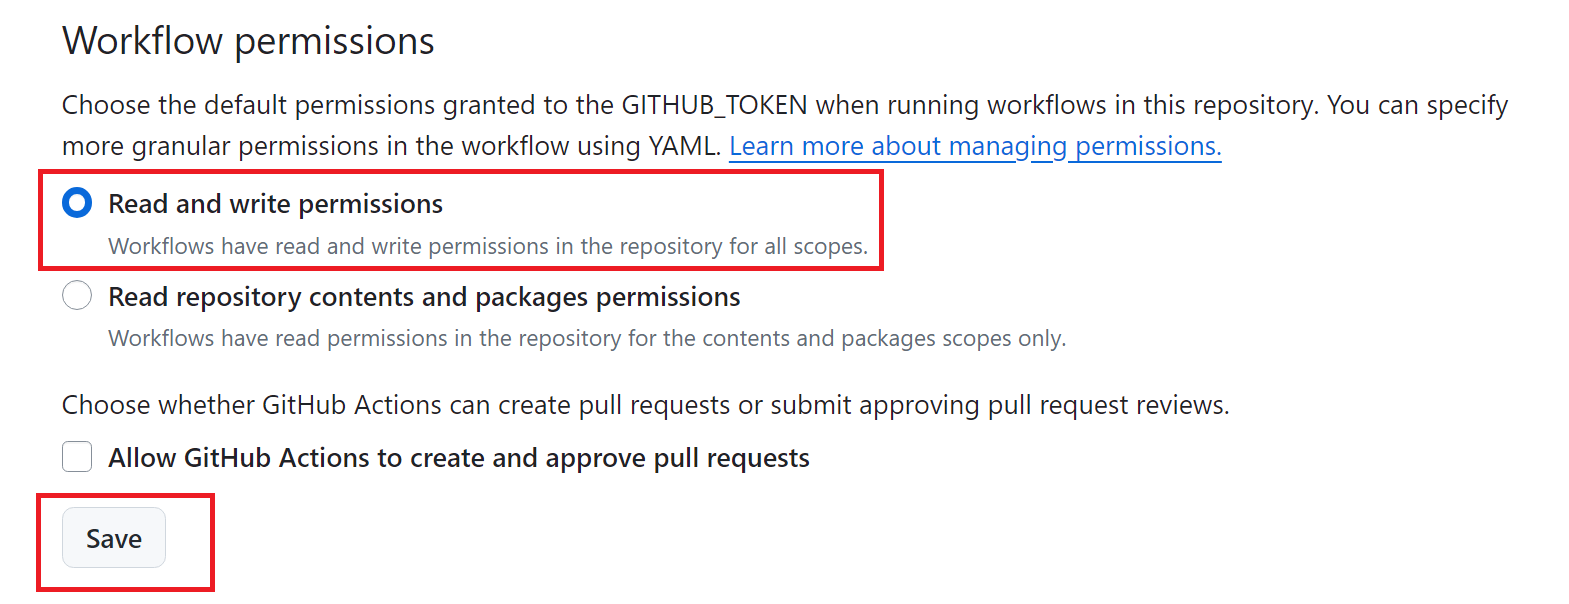 Workflow permissions
Choose the default permissions granted to the GITHUB_TOKEN when running workflows in this repository. You can specify
more granular permissions in the workflow using YAML. Learn more about managing permissions.
Read and write permissions
Workflows have read and write permissions in the repository for all scopes.
Read repository contents and packages permissions
Workflows have read permissions in the repository for the contents and packages scopes only.
Choose whether GitHub Actions can create pull requests or submit approving pull request reviews.
Allow GitHub Actions to create and approve pull requests
Save